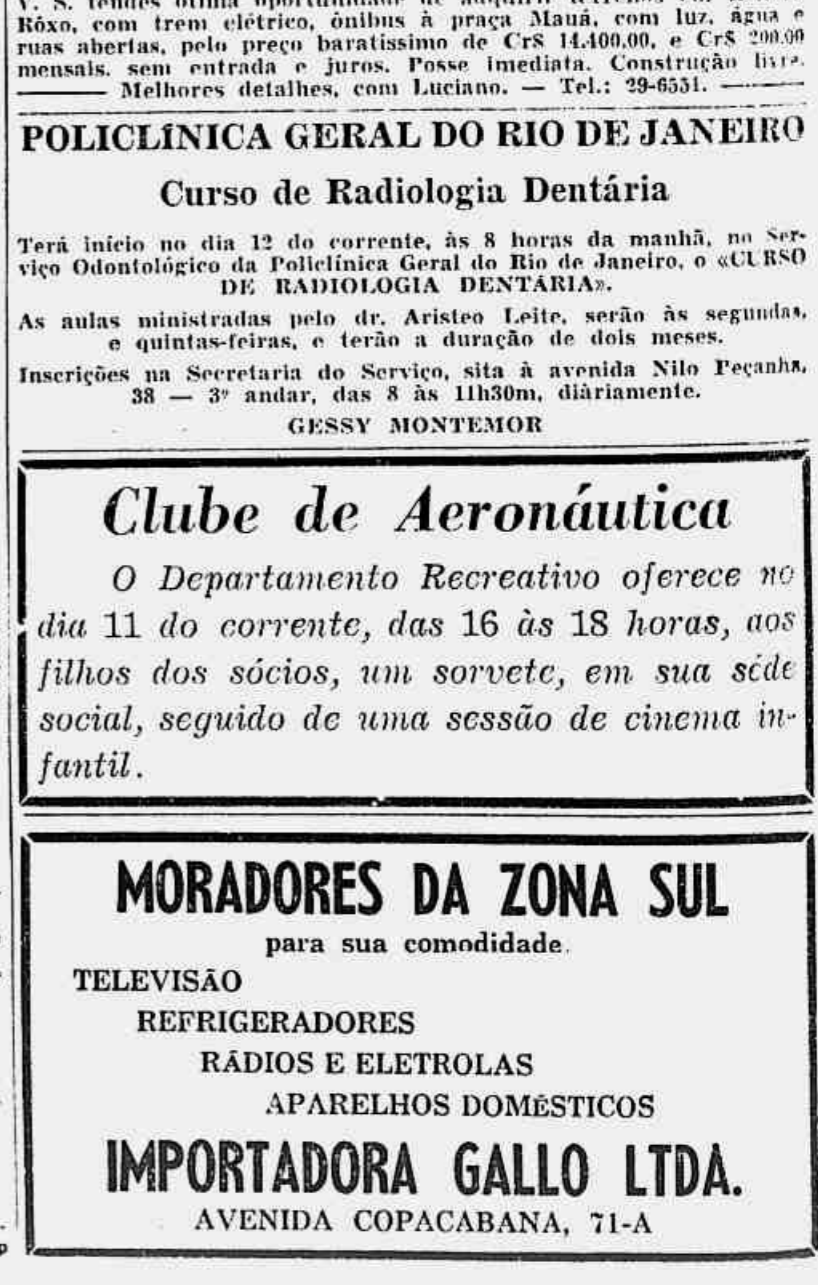 Rôxo, com trem elétrico, ônibus à praça Mauá, com luz, água e
ruas abertas, pelo preço baratissimo de Cr$ 14.400,00, e Cr$ 200,00
mensais, sem entrada e juros. Posse imediata. Construção livre.
Melhores detalhes, com Luciano. — Tel.: 29-6531.
POLICLÍNICA GERAL DO RIO DE JANEIRO
Curso de Radiologia Dentária
Terá início no dia 12 do corrente, às 8 horas da manhã, no Ser-
viço Odontológico da Policlínica Geral do Rio de Janeiro, o «CURSO
DE RADIOLOGIA DENTÁRIA».
As aulas ministradas pelo dr. Aristeo Leite, serão às segundas,
e quintas-feiras, e terão a duração de dois meses.
Inscrições na Secretaria do Serviço, sita à avenida Nilo Peçanha,
38 — 3º andar, das 8 às 11h30m, diàriamente.
GESSY MONTEMOR
Clube de Aeronáutica
O Departamento Recreativo oferece no
dia 11 do corrente, das 16 às 18 horas, aos
filhos dos sócios, um sorvete, em sua séde
social, seguido de uma sessão de cinema in-
fantil.
MORADORES DA ZONA SUL
para sua comodidade.
TELEVISÃO
REFRIGERADORES
RÁDIOS E ELETROLAS
APARELHOS DOMÉSTICOS
IMPORTADORA GALLO LTDA.
AVENIDA COPACABANA, 71-A